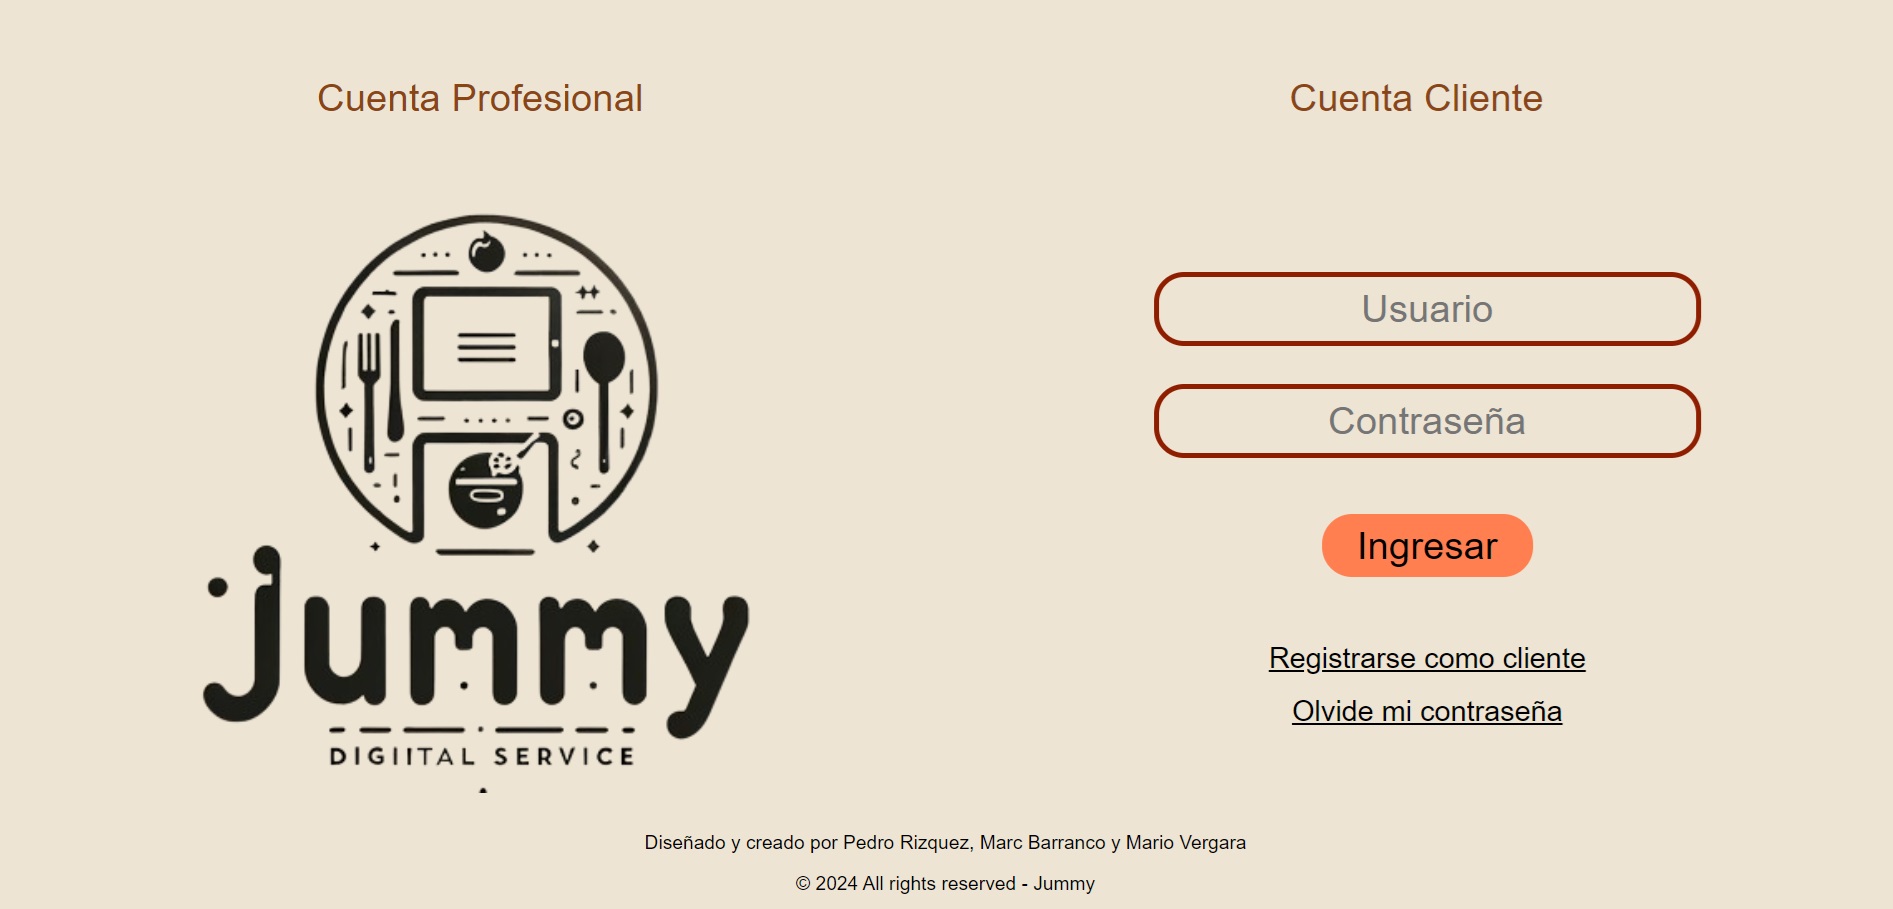 Cuenta Profesional
Cuenta Cliente
Jummy
DIGIITAL SERVICE
Usuario
Contraseña
Ingresar
Registrarse como cliente
Olvide mi contraseña
Diseñado y creado por Pedro Rizquez, Marc Barranco y Mario Vergara
© 2024 All rights reserved - Jummy